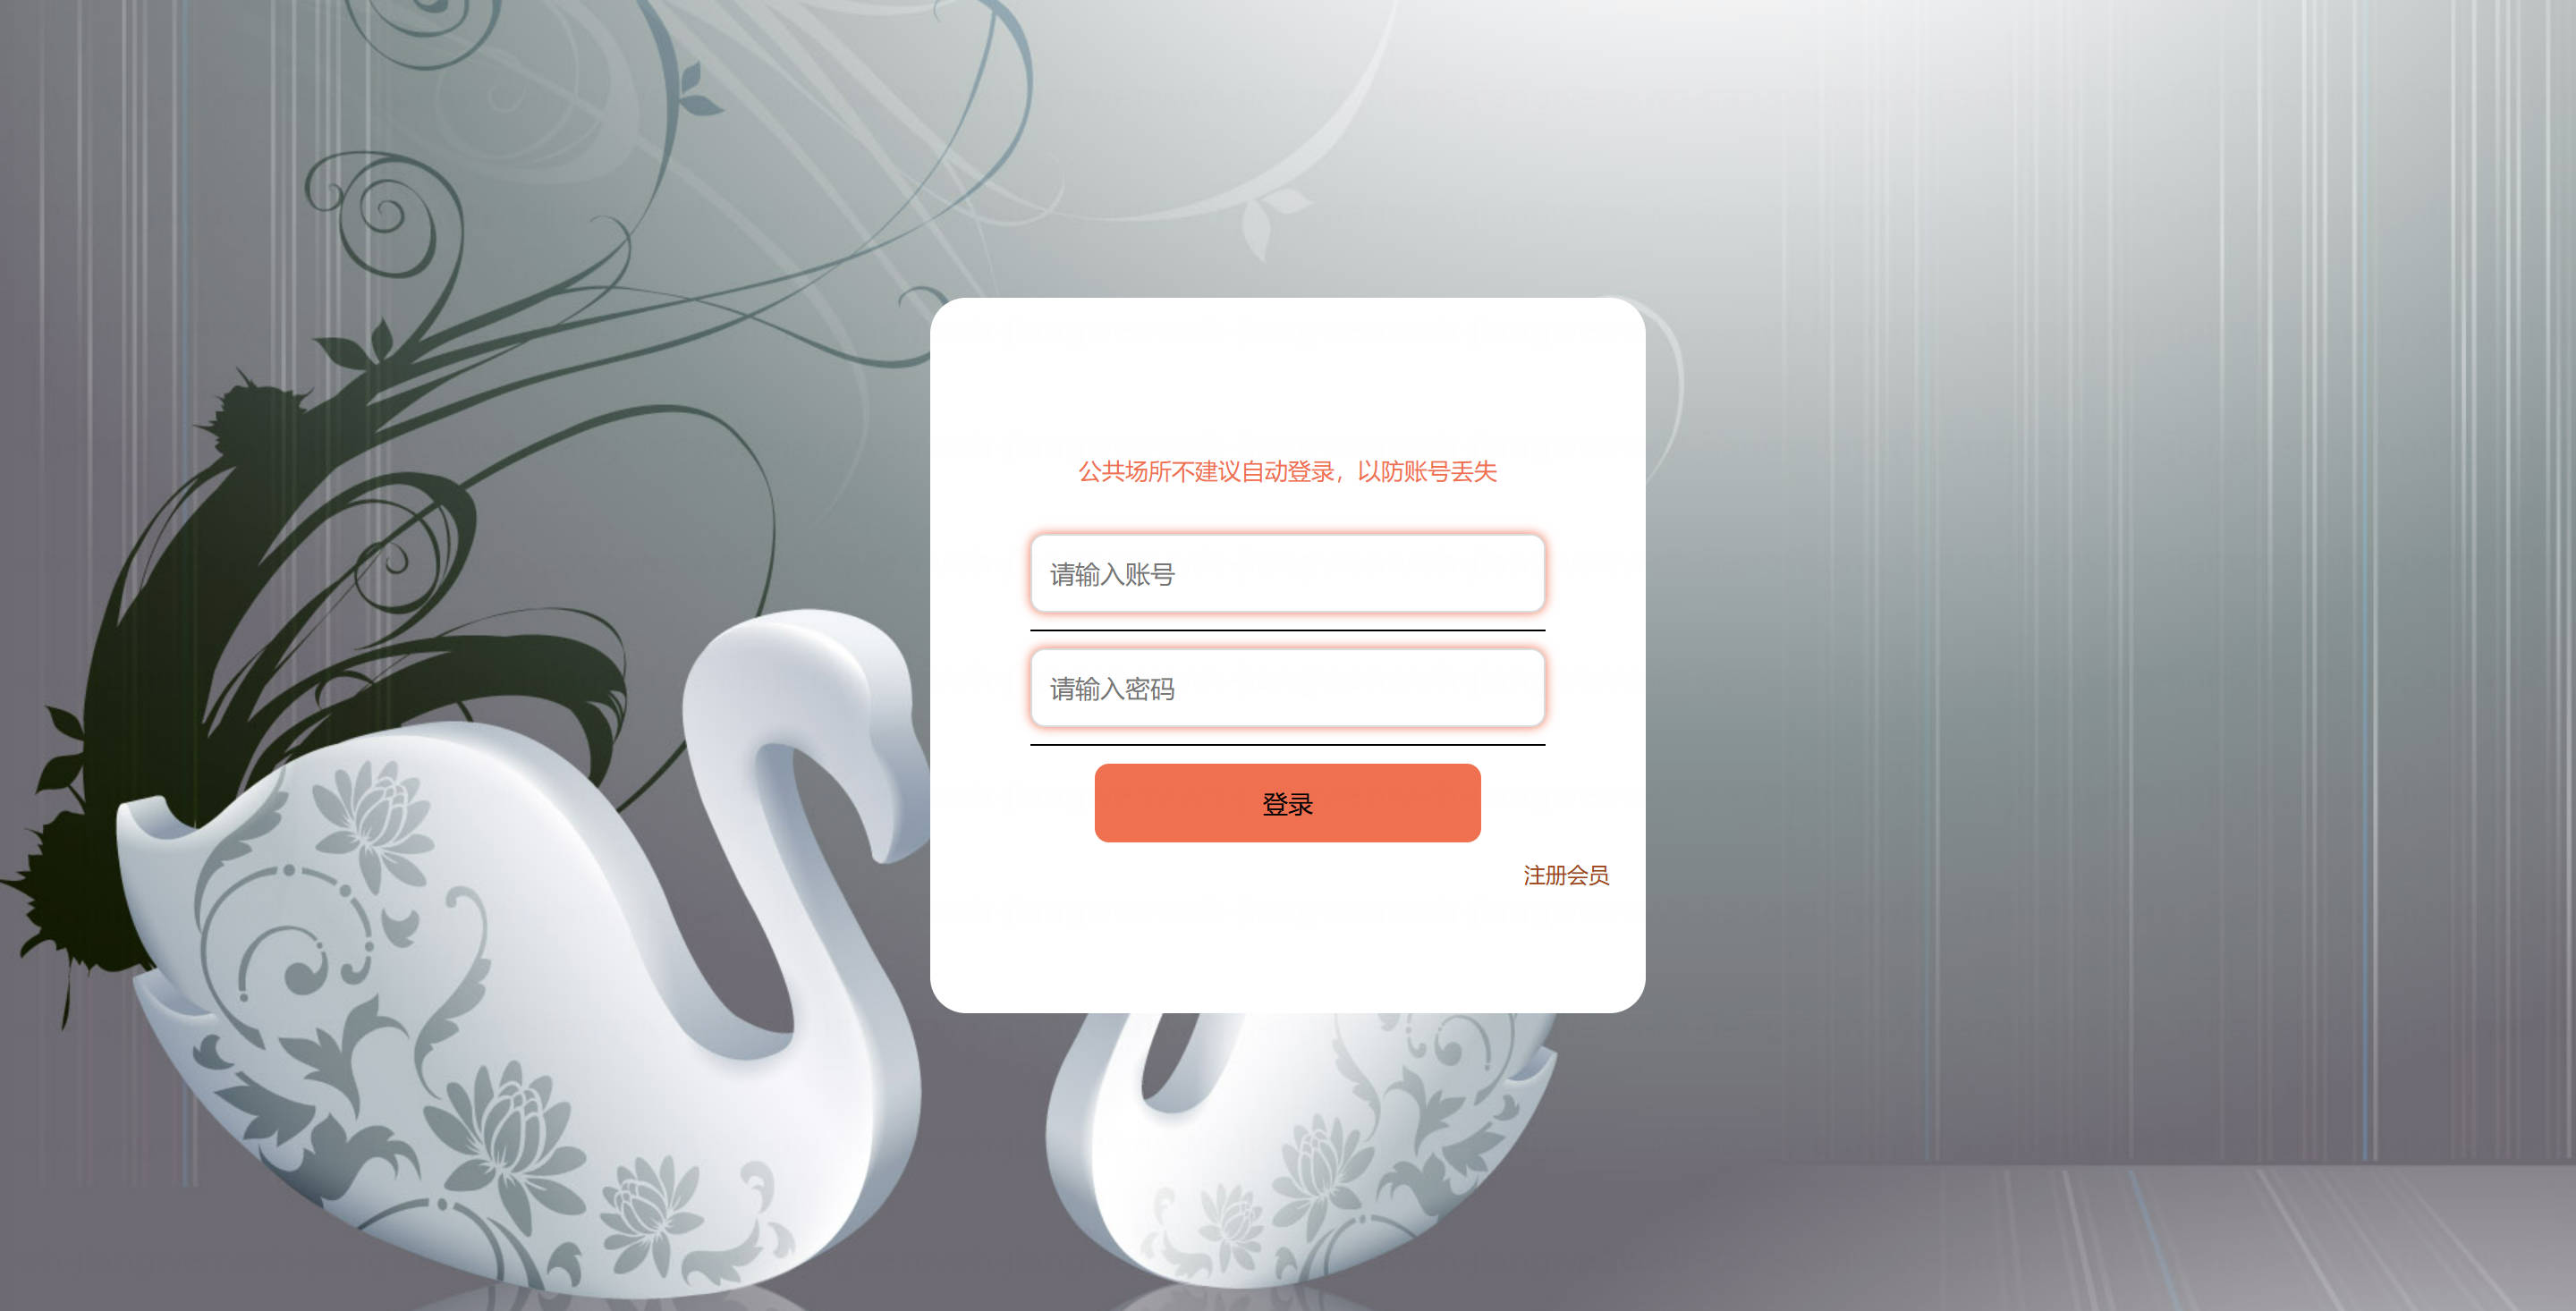 公共场所不建议自动登录，以防账号丢失
请输入账号
请输入密码
登录
注册会员